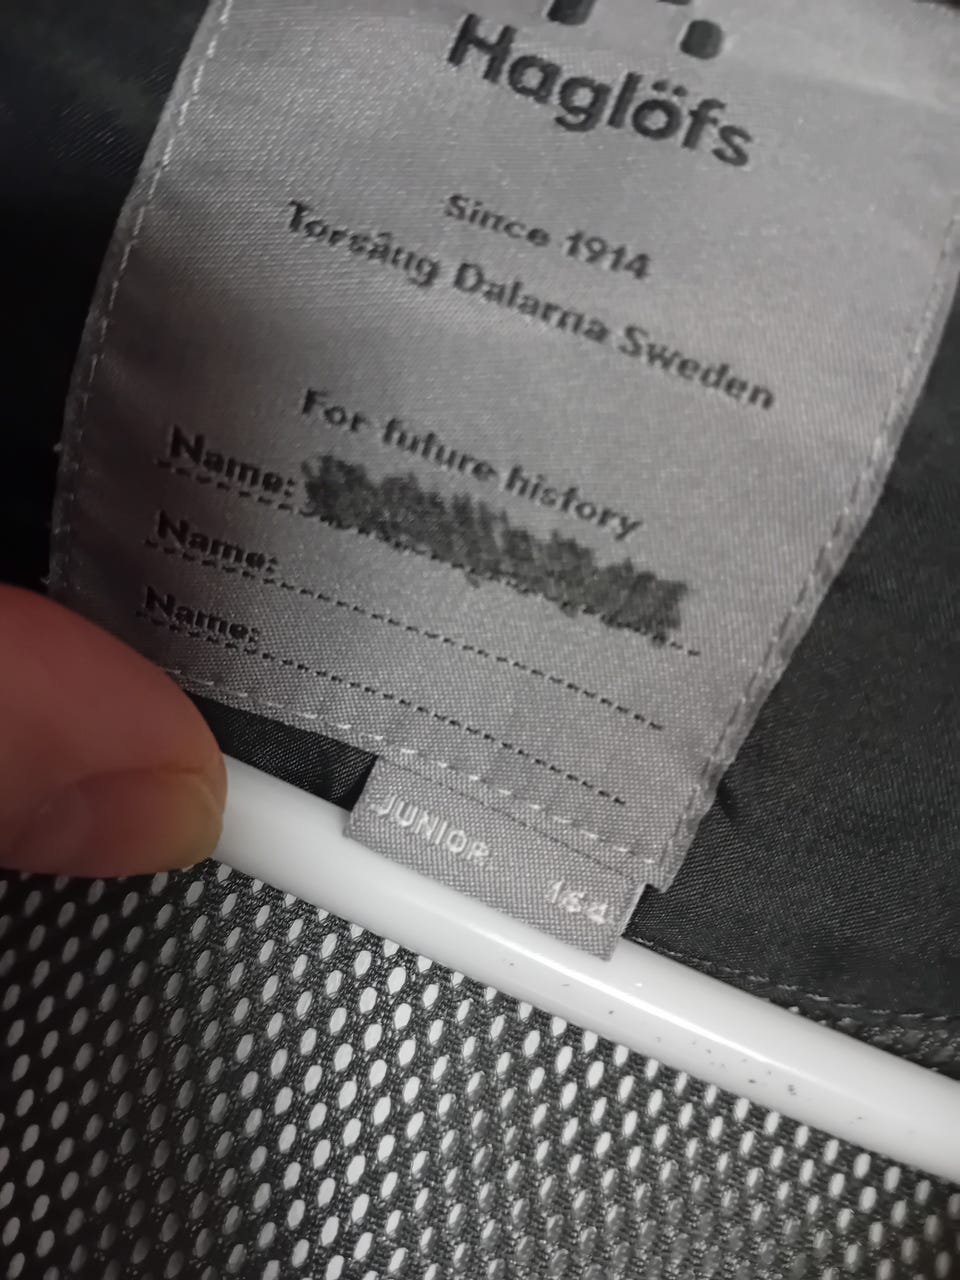 Haglöfs
Since 1914
Torsång Dalarna Sweden
For future history
Name:
Name:
Name:
JUNIOR
164